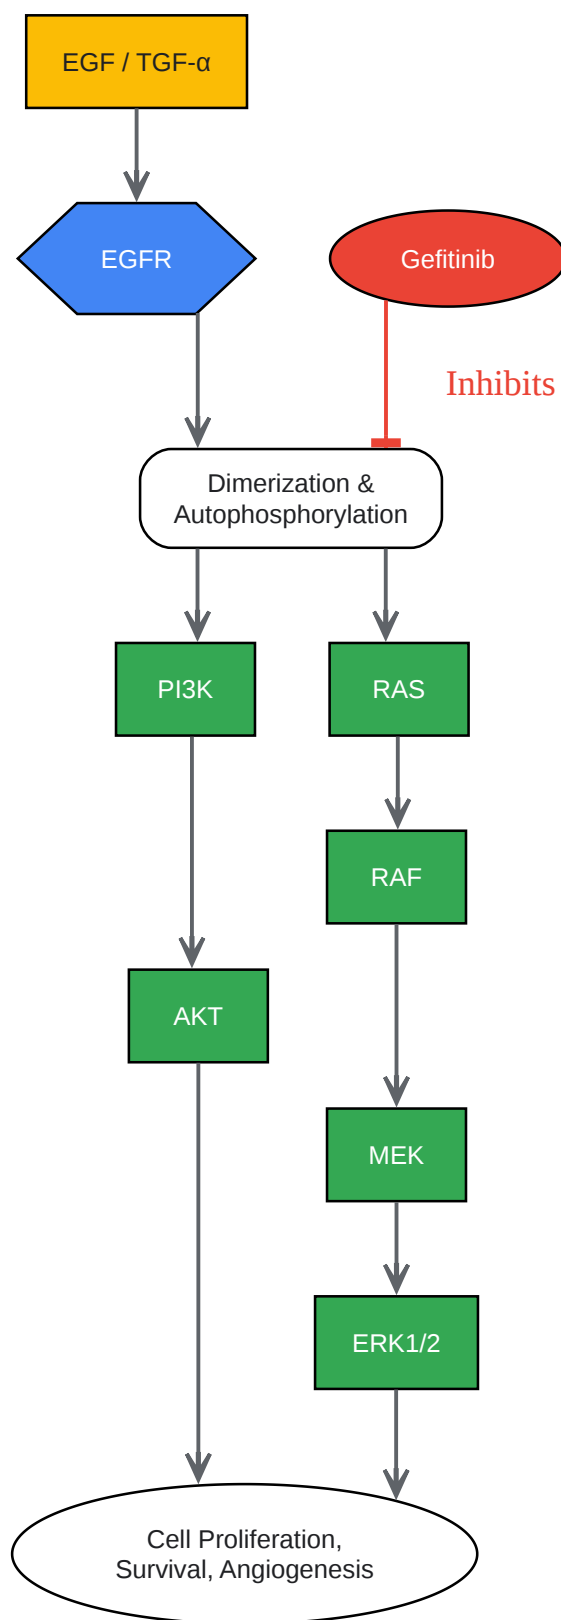 EGF / TGF-α
EGFR
Gefitinib
Inhibits
Dimerization &
Autophosphorylation
PI3K
RAS
RAF
AKT
MEK
ERK1/2
Cell Proliferation,
Survival, Angiogenesis